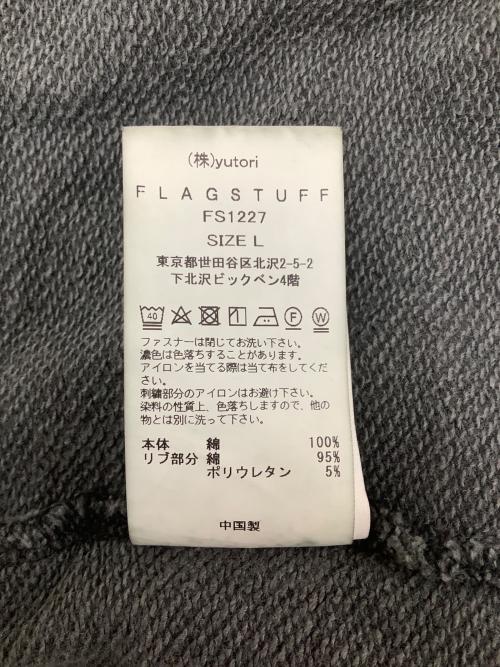 (株)yutori
FLAGSTUFF
FS1227
SIZE L
東京都世田谷区北沢2-5-2
下北沢ビックベン4階
40
F W
ファスナーは閉じてお洗い下さい。
濃色は色落ちすることがあります。
アイロンを当てる際は当て布をしてくだ
さい。
刺繍部分のアイロンはお避け下さい。
染料の性質上、色落ちしますので、他の
物とは別に洗って下さい。
本体 綿 100%
リブ部分 綿 95%
ポリウレタン 5%
中国製